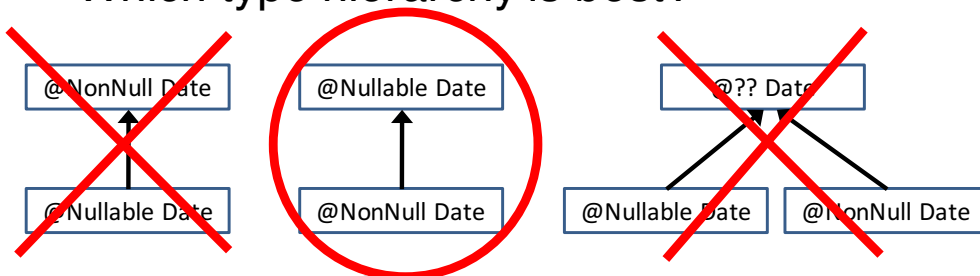 Which type hierarchy is best?
@NonNull Date
@Nullable Date
@?? Date
@Nullable Date
@NonNull Date
@Nullable Date
@NonNull Date